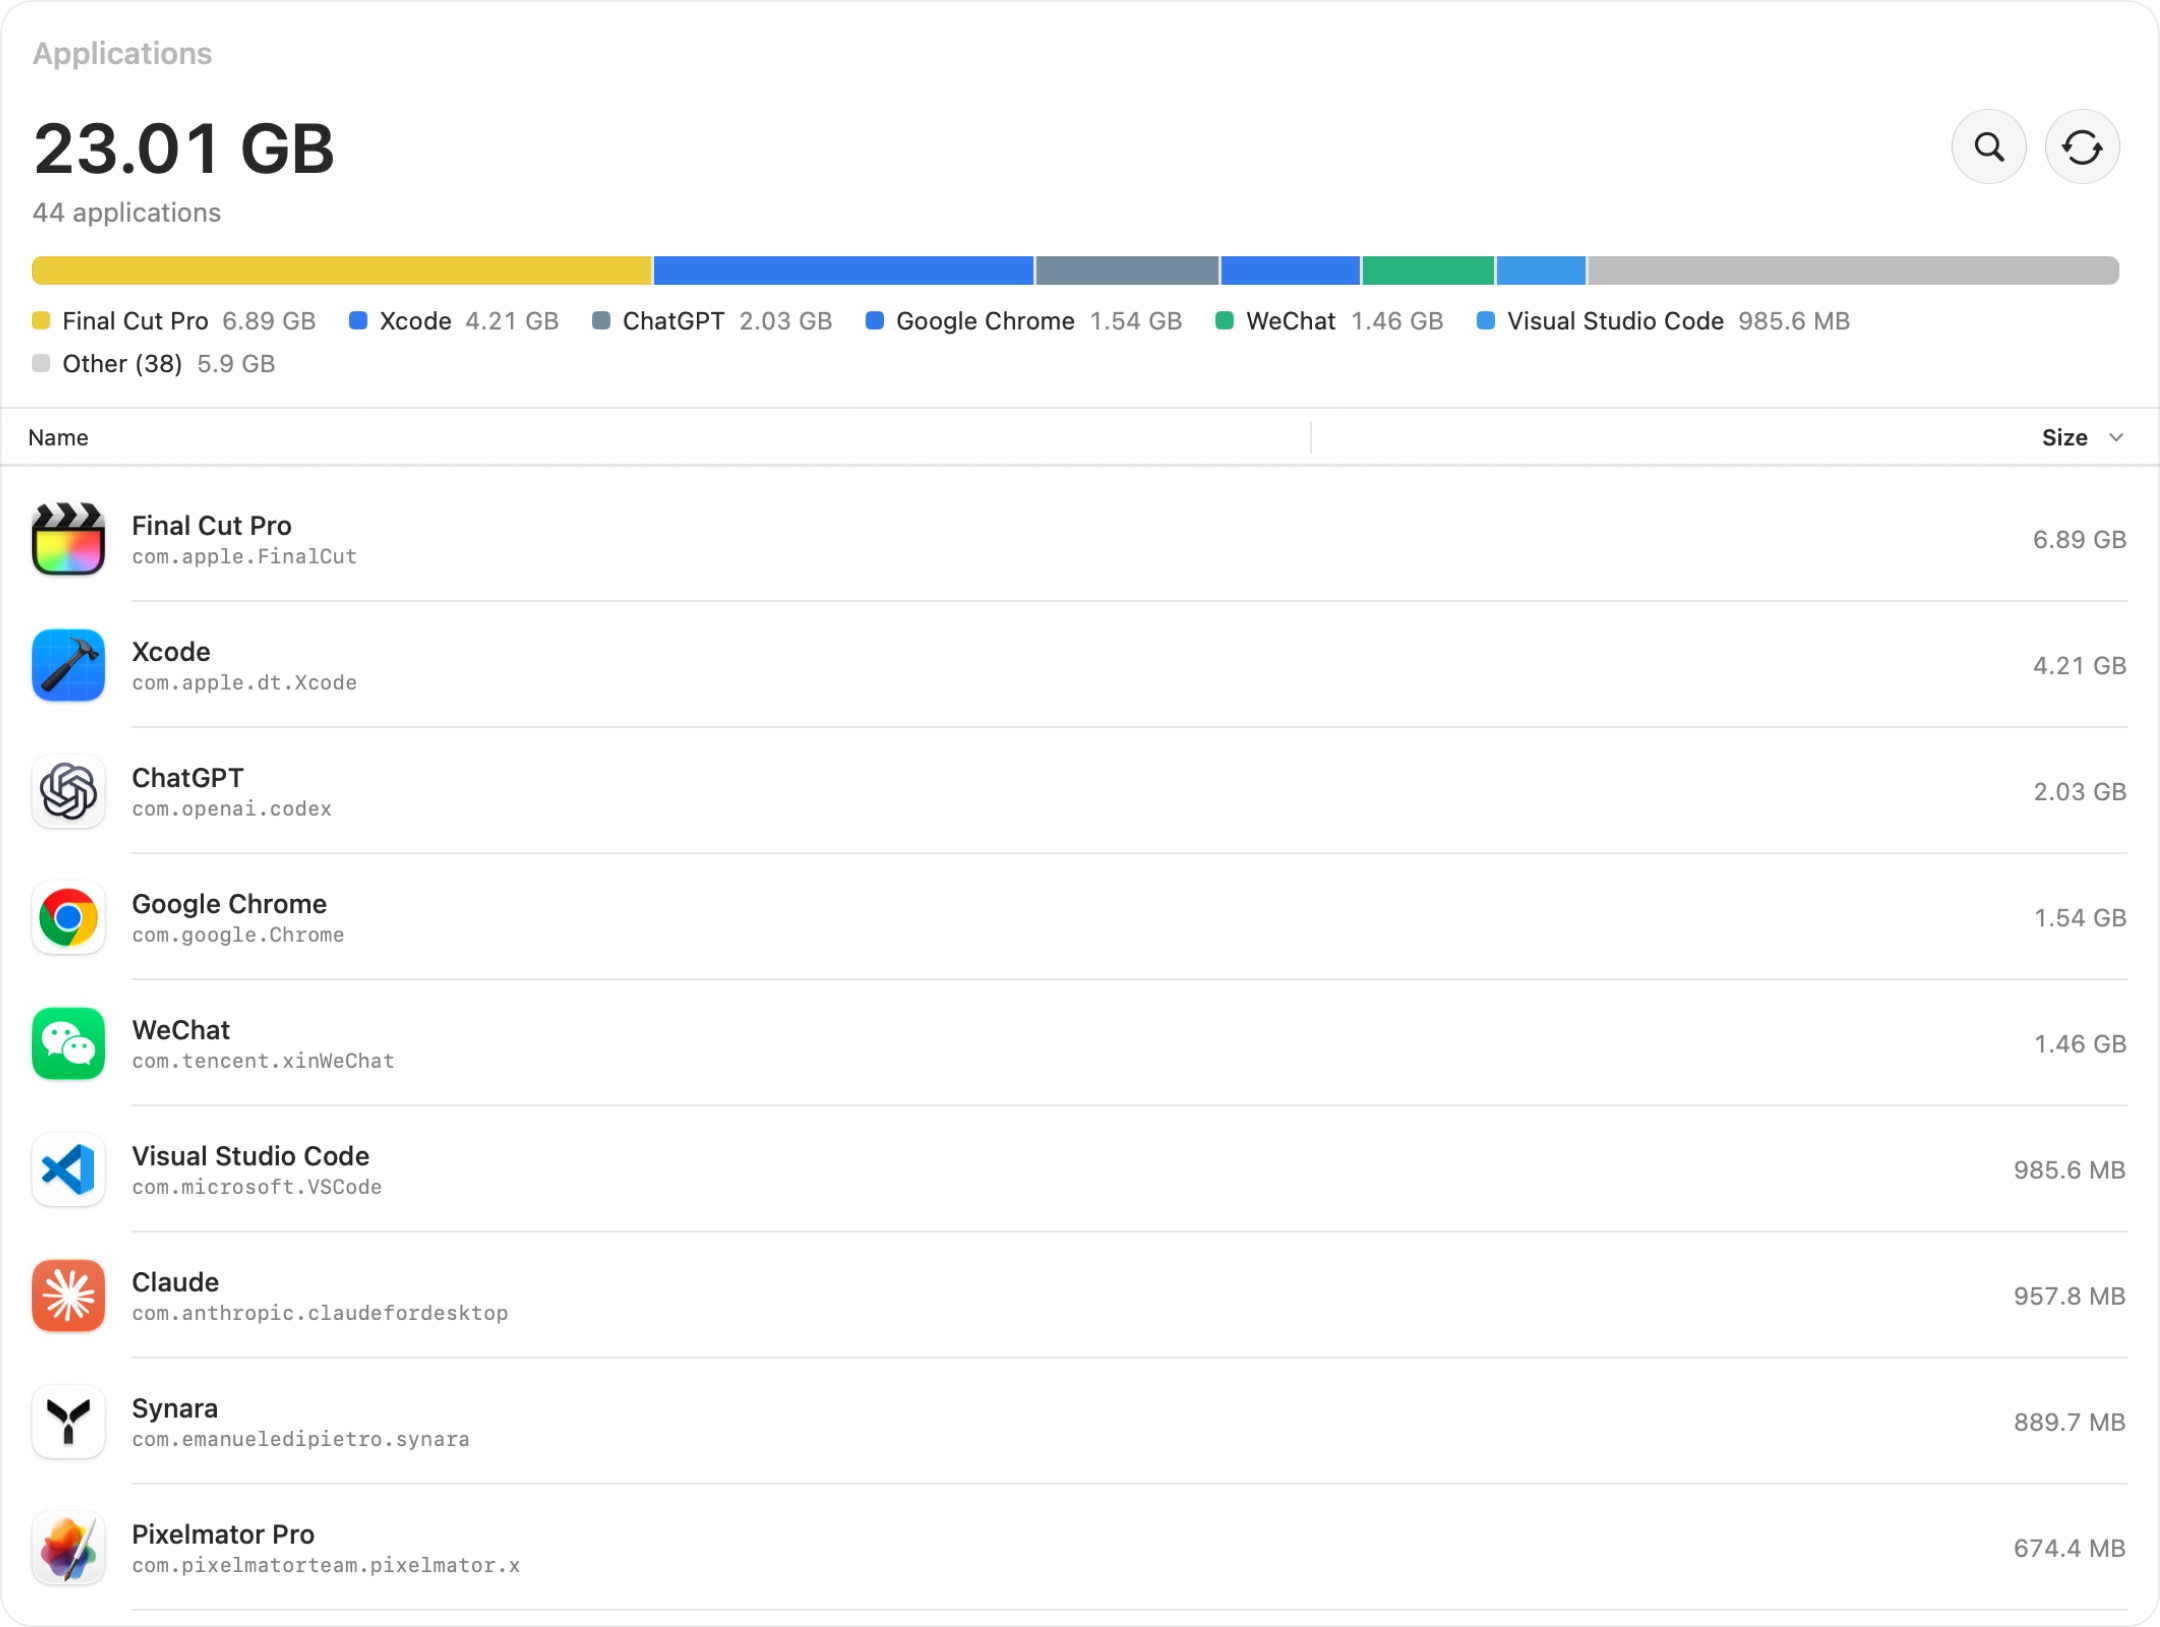 Applications
23.01 GB
44 applications
Final Cut Pro 6.89 GB Xcode 4.21 GB ChatGPT 2.03 GB Google Chrome 1.54 GB WeChat 1.46 GB Visual Studio Code 985.6 MB
Other (38) 5.9 GB
Name Size
Final Cut Pro
com.apple.FinalCut
6.89 GB
Xcode
com.apple.dt.Xcode
4.21 GB
ChatGPT
com.openai.codex
2.03 GB
Google Chrome
com.google.Chrome
1.54 GB
WeChat
com.tencent.xinWeChat
1.46 GB
Visual Studio Code
com.microsoft.VSCode
985.6 MB
Claude
com.anthropic.claudefordesktop
957.8 MB
Synara
com.emanueledipietro.synara
889.7 MB
Pixelmator Pro
com.pixelmatorteam.pixelmator.x
674.4 MB